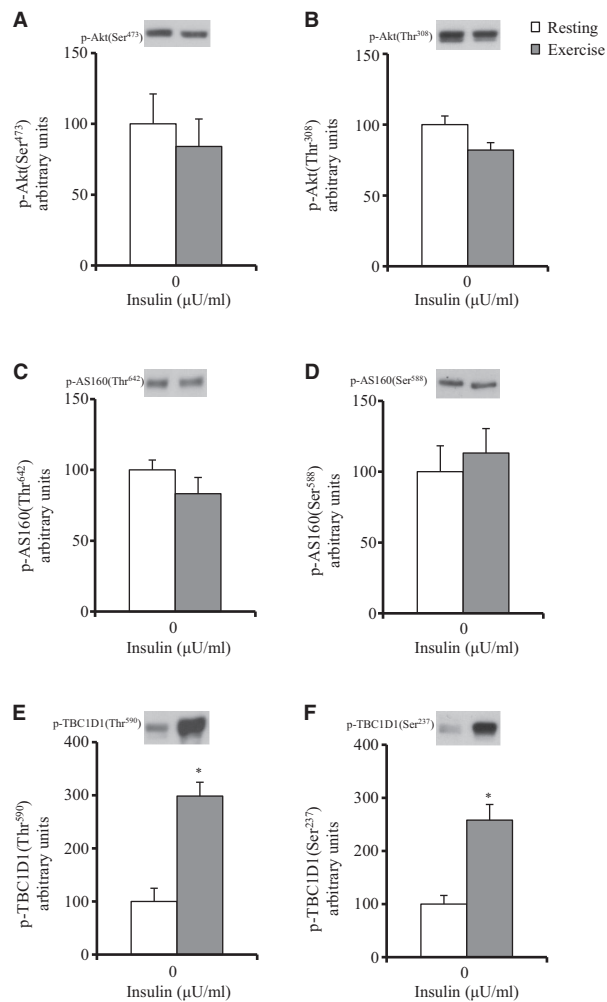 A
p-Akt(Ser⁴⁷³)
150
100
50
0
p-Akt(Ser⁴⁷³)
arbitrary units
0
Insulin (μU/ml)
B
p-Akt(Thr³⁰⁸)
150
100
50
0
p-Akt(Thr³⁰⁸)
arbitrary units
0
Insulin (μU/ml)
Resting
Exercise
C
p-AS160(Thr⁶⁴²)
150
100
50
0
p-AS160(Thr⁶⁴²)
arbitrary units
0
Insulin (μU/ml)
D
p-AS160(Ser⁵⁸⁸)
150
100
50
0
p-AS160(Ser⁵⁸⁸)
arbitrary units
0
Insulin (μU/ml)
E
p-TBC1D1(Thr⁵⁹⁰)
400
300
200
100
0
*
p-TBC1D1(Thr⁵⁹⁰)
arbitrary units
0
Insulin (μU/ml)
F
p-TBC1D1(Ser²³⁷)
400
300
200
100
0
*
p-TBC1D1(Ser²³⁷)
arbitrary units
0
Insulin (μU/ml)